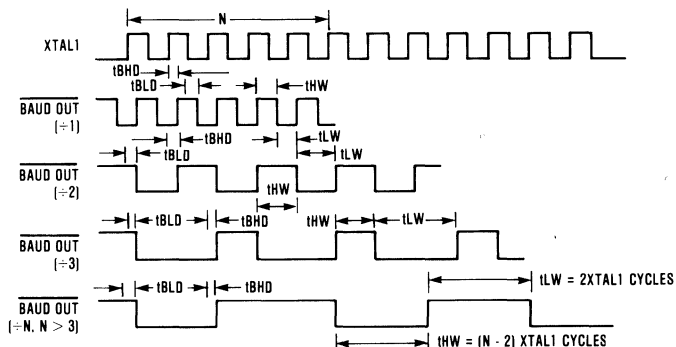 N
XTAL1
tBHD
tBLD
tHW
BAUD OUT
(÷1)
tBHD
tLW
tBLD
tLW
BAUD OUT
(÷2)
tHW
tBLD
tBHD
tHW
tLW
BAUD OUT
(÷3)
tBLD
tBHD
tLW = 2XTAL1 CYCLES
BAUD OUT
(÷N, N > 3)
tHW = (N - 2) XTAL1 CYCLES